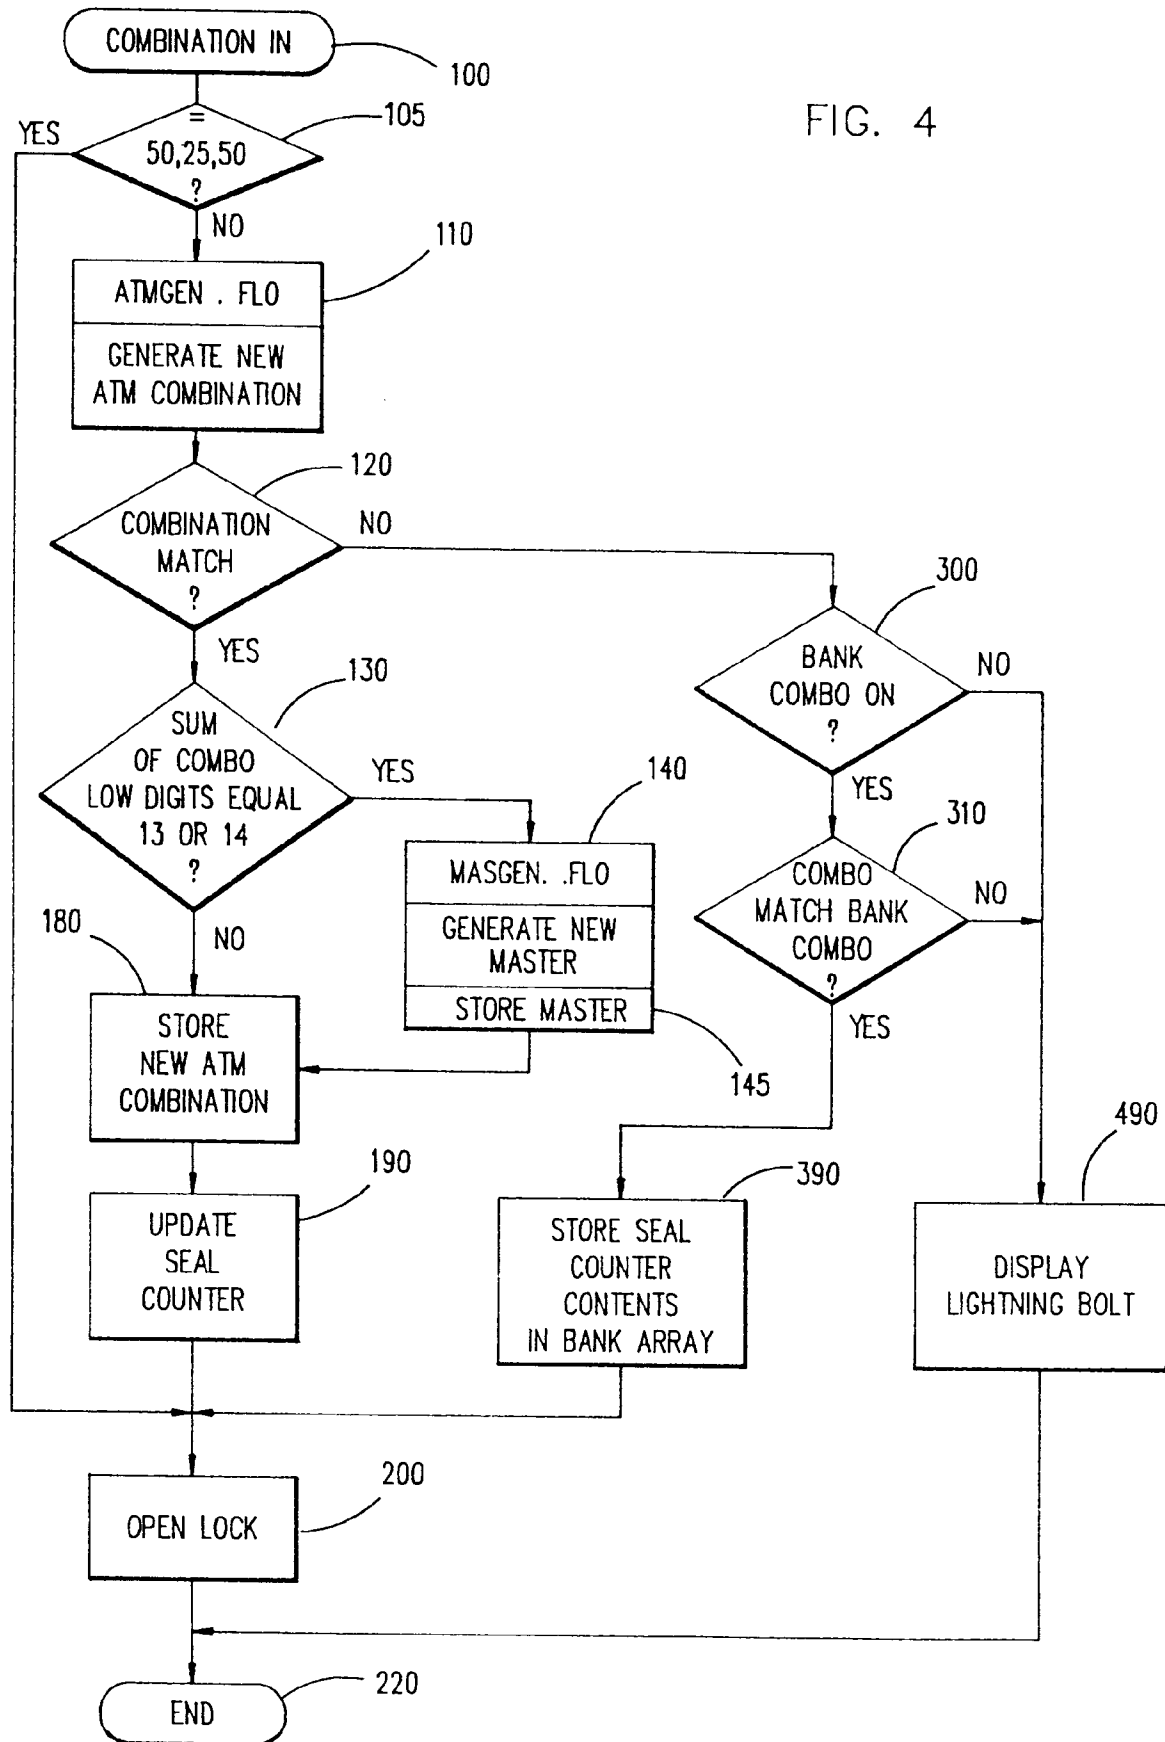 COMBINATION IN
100
FIG. 4
=
50,25,50
?
105
YES
NO
110
ATMGEN . FLO
GENERATE NEW
ATM COMBINATION
120
COMBINATION
MATCH
?
NO
YES
130
SUM
OF COMBO
LOW DIGITS EQUAL
13 OR 14
?
YES
NO
140
MASGEN. .FLO
GENERATE NEW
MASTER
STORE MASTER
145
180
STORE
NEW ATM
COMBINATION
190
UPDATE
SEAL
COUNTER
300
BANK
COMBO ON
?
NO
YES
310
COMBO
MATCH BANK
COMBO
?
NO
YES
390
STORE SEAL
COUNTER
CONTENTS
IN BANK ARRAY
490
DISPLAY
LIGHTNING BOLT
200
OPEN LOCK
220
END